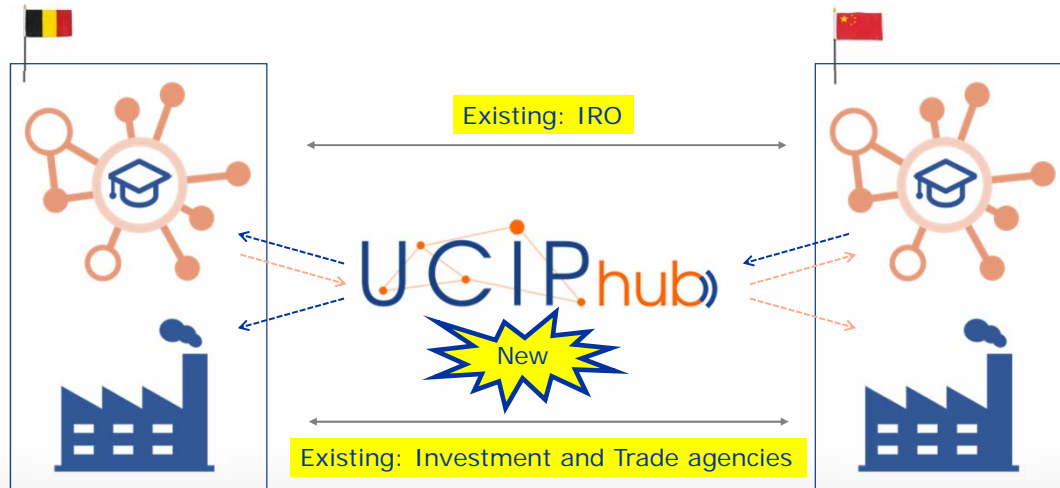 Existing: IRO
UCIP.hub
New
Existing: Investment and Trade agencies